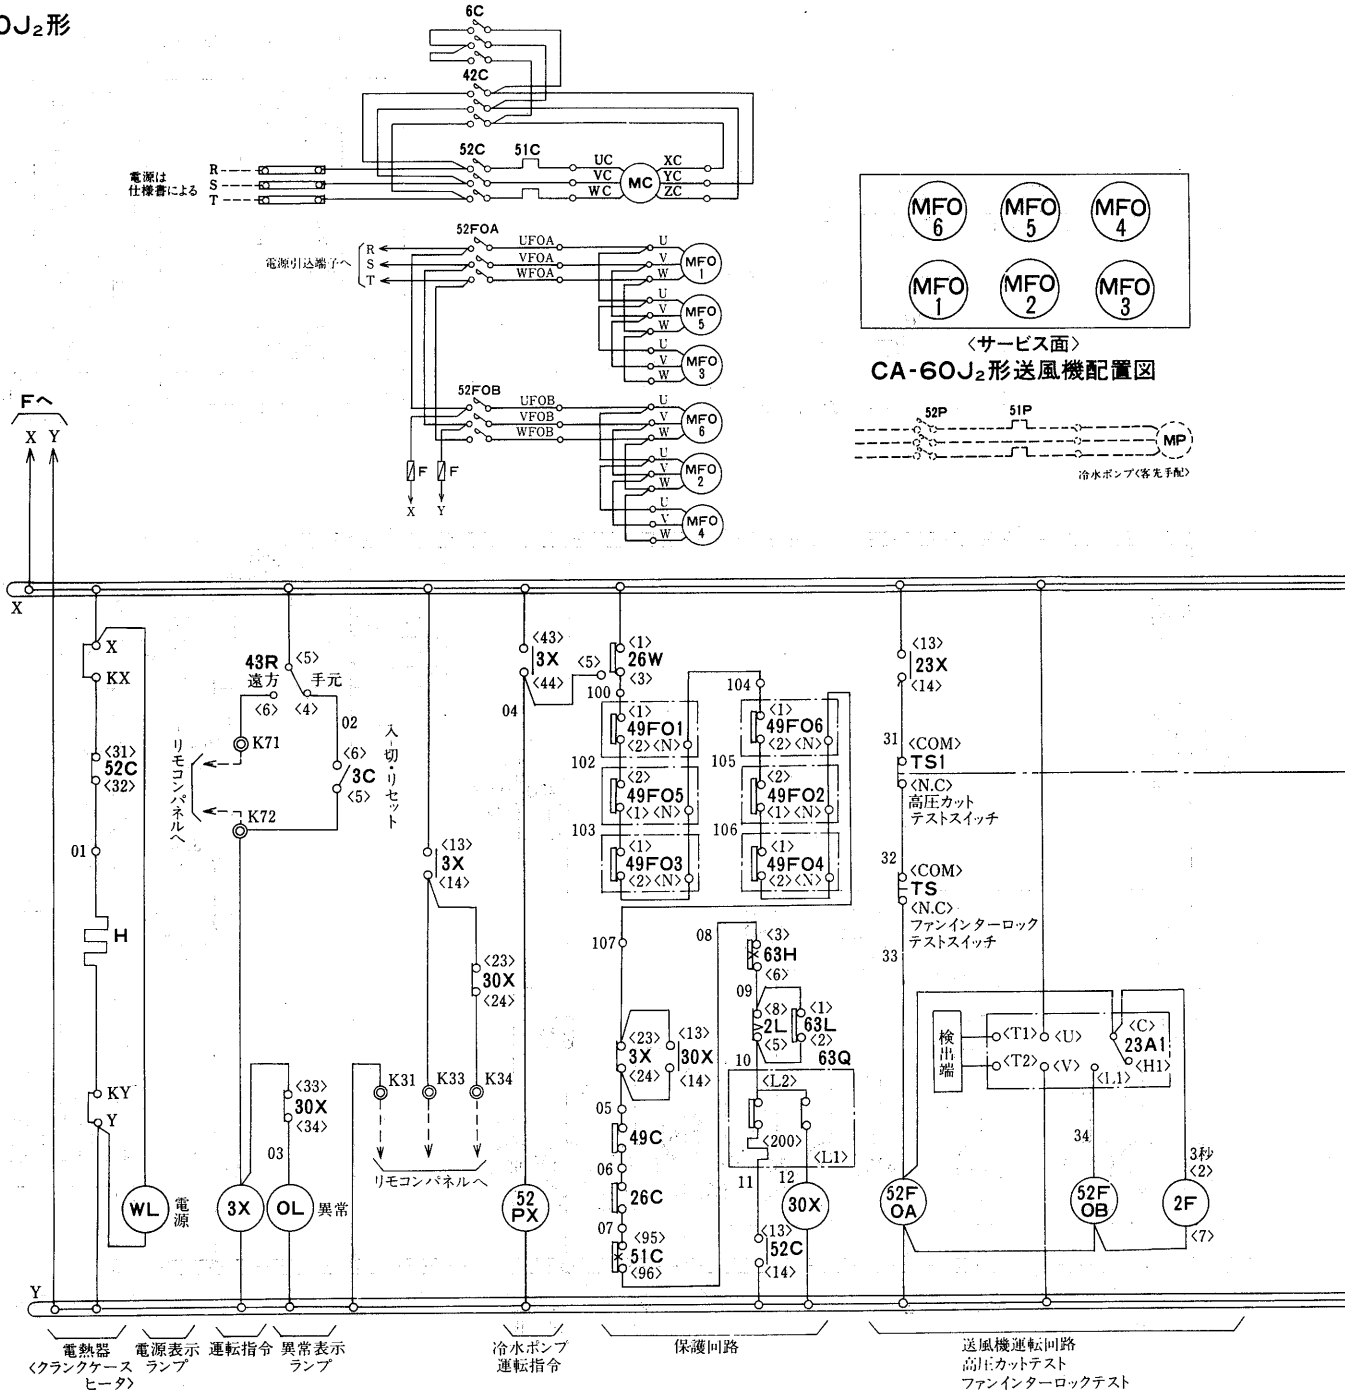 0J₂形
6C
42C
52C
51C
電源は
仕様書による
R
S
T
UC
VC
WC
MC
XC
YC
ZC
52FOA
電源引込端子へ
R
S
T
UFOA
VFOA
WFOA
U
V
W
MFO
1
U
V
W
MFO
5
U
V
W
MFO
3
52FOB
UFOB
VFOB
WFOB
U
V
W
MFO
6
U
V
W
MFO
2
U
V
W
MFO
4
F
F
X
Y
MFO
6
MFO
5
MFO
4
MFO
1
MFO
2
MFO
3
〈サービス面〉
CA-60J₂形送風機配置図
52P
51P
MP
冷水ポンプ〈客先手配〉
Fへ
X Y
X
X
KX
〈31〉
52C
〈32〉
01
H
KY
Y
WL
電源
43R
遠方
〈5〉
手元
〈6〉
〈4〉
02
K71
リモコンパネルへ
K72
〈6〉
3C
〈5〉
入-切・リセット
〈33〉
30X
〈34〉
03
3X
OL
異常
〈13〉
3X
〈14〉
〈23〉
30X
〈24〉
K31
K33
K34
リモコンパネルへ
〈43〉
3X
〈44〉
04
〈5〉
52
PX
〈1〉
26W
〈3〉
100
〈1〉
49FO1
〈2〉〈N〉
102
〈2〉
49FO5
〈1〉〈N〉
103
〈1〉
49FO3
〈2〉〈N〉
104
〈1〉
49FO6
〈2〉〈N〉
105
〈2〉
49FO2
〈1〉〈N〉
106
〈1〉
49FO4
〈2〉〈N〉
107
〈23〉
3X
〈24〉
〈13〉
30X
〈14〉
05
49C
06
26C
07
〈95〉
51C
〈96〉
08
〈3〉
63H
〈6〉
09
〈8〉
2L
〈5〉
〈1〉
63L
〈2〉
10
63Q
〈L2〉
〈200〉
〈L1〉
11
12
30X
〈13〉
52C
〈14〉
〈13〉
23X
〈14〉
31
〈COM〉
TS1
〈N.C〉
高圧カット
テストスイッチ
32
〈COM〉
TS
〈N.C〉
ファンインターロック
テストスイッチ
33
検出端
〈T1〉
〈U〉
〈T2〉
〈V〉
〈C〉
23A1
〈L1〉
〈H1〉
34
3秒
〈2〉
52F
OA
52F
OB
2F
〈7〉
Y
電熱器
〈クランクケース
ヒータ〉
電源表示
ランプ
運転指令
異常表示
ランプ
冷水ポンプ
運転指令
保護回路
送風機運転回路
高圧カットテスト
ファンインターロックテスト